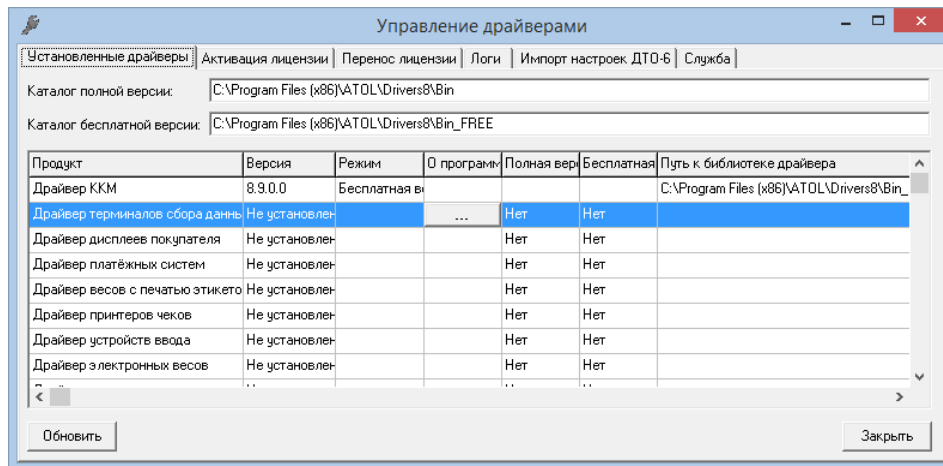 Управление драйверами
Установленные драйверы Активация лицензии Перенос лицензии Логи Импорт настроек ДТО-6 Служба
Каталог полной версии: C:\Program Files (x86)\ATOL\Drivers8\Bin
Каталог бесплатной версии: C:\Program Files (x86)\ATOL\Drivers8\Bin_FREE
Продукт Версия Режим О программ Полная верс Бесплатная Путь к библиотеке драйвера
Драйвер ККМ 8.9.0.0 Бесплатная ве C:\Program Files (x86)\ATOL\Drivers8\Bin_
Драйвер терминалов сбора данны Не установлен ... Нет Нет
Драйвер дисплеев покупателя Не установлен Нет Нет
Драйвер платёжных систем Не установлен Нет Нет
Драйвер весов с печатью этикето Не установлен Нет Нет
Драйвер принтеров чеков Не установлен Нет Нет
Драйвер устройств ввода Не установлен Нет Нет
Драйвер электронных весов Не установлен Нет Нет
Обновить Закрыть